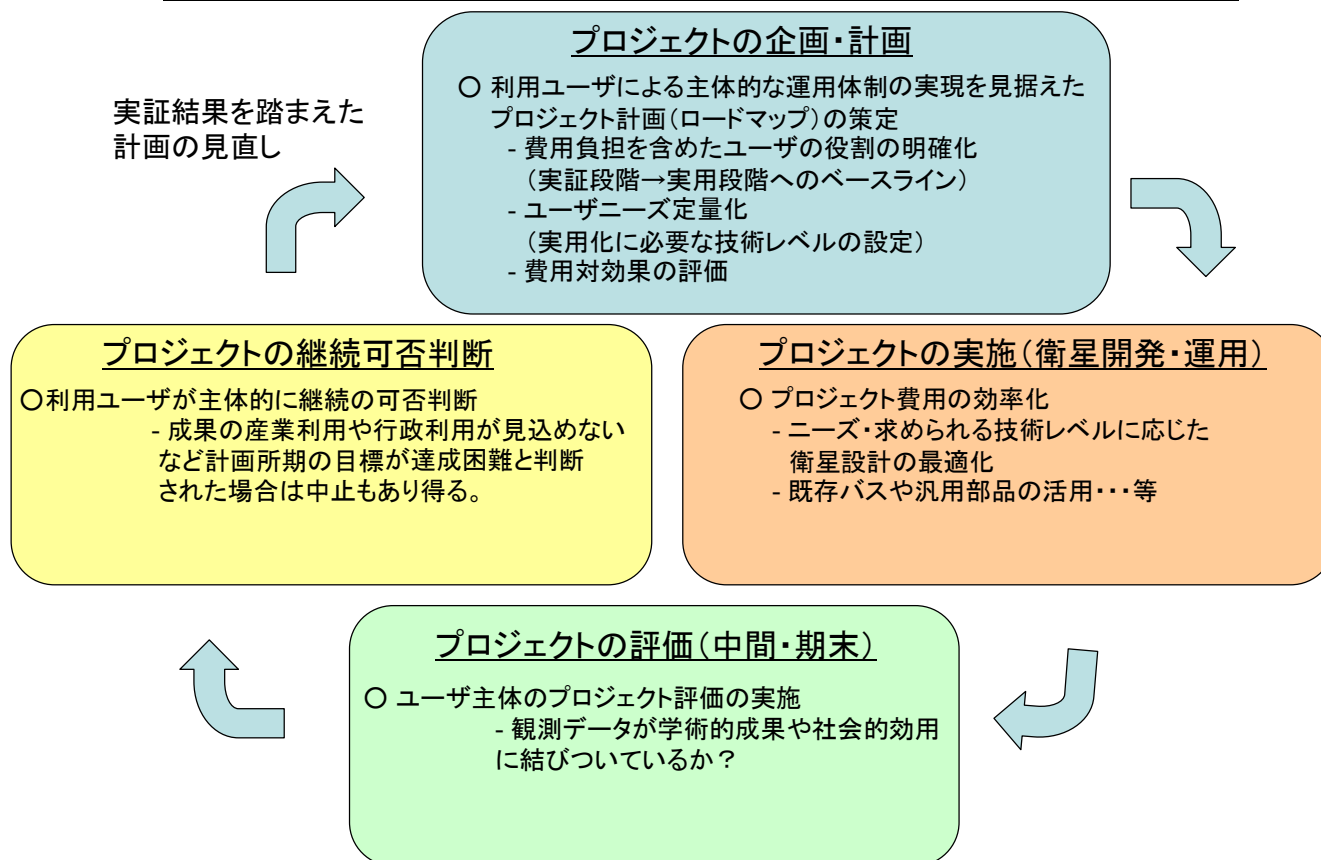 プロジェクトの企画・計画
○ 利用ユーザによる主体的な運用体制の実現を見据えた
プロジェクト計画(ロードマップ)の策定
- 費用負担を含めたユーザの役割の明確化
(実証段階→実用段階へのベースライン)
- ユーザニーズ定量化
(実用化に必要な技術レベルの設定)
- 費用対効果の評価
実証結果を踏まえた
計画の見直し
プロジェクトの継続可否判断
○利用ユーザが主体的に継続の可否判断
- 成果の産業利用や行政利用が見込めない
など計画所期の目標が達成困難と判断
された場合は中止もあり得る。
プロジェクトの実施(衛星開発・運用)
○ プロジェクト費用の効率化
- ニーズ・求められる技術レベルに応じた
衛星設計の最適化
- 既存バスや汎用部品の活用・・・等
プロジェクトの評価(中間・期末)
○ ユーザ主体のプロジェクト評価の実施
- 観測データが学術的成果や社会的効用
に結びついているか?